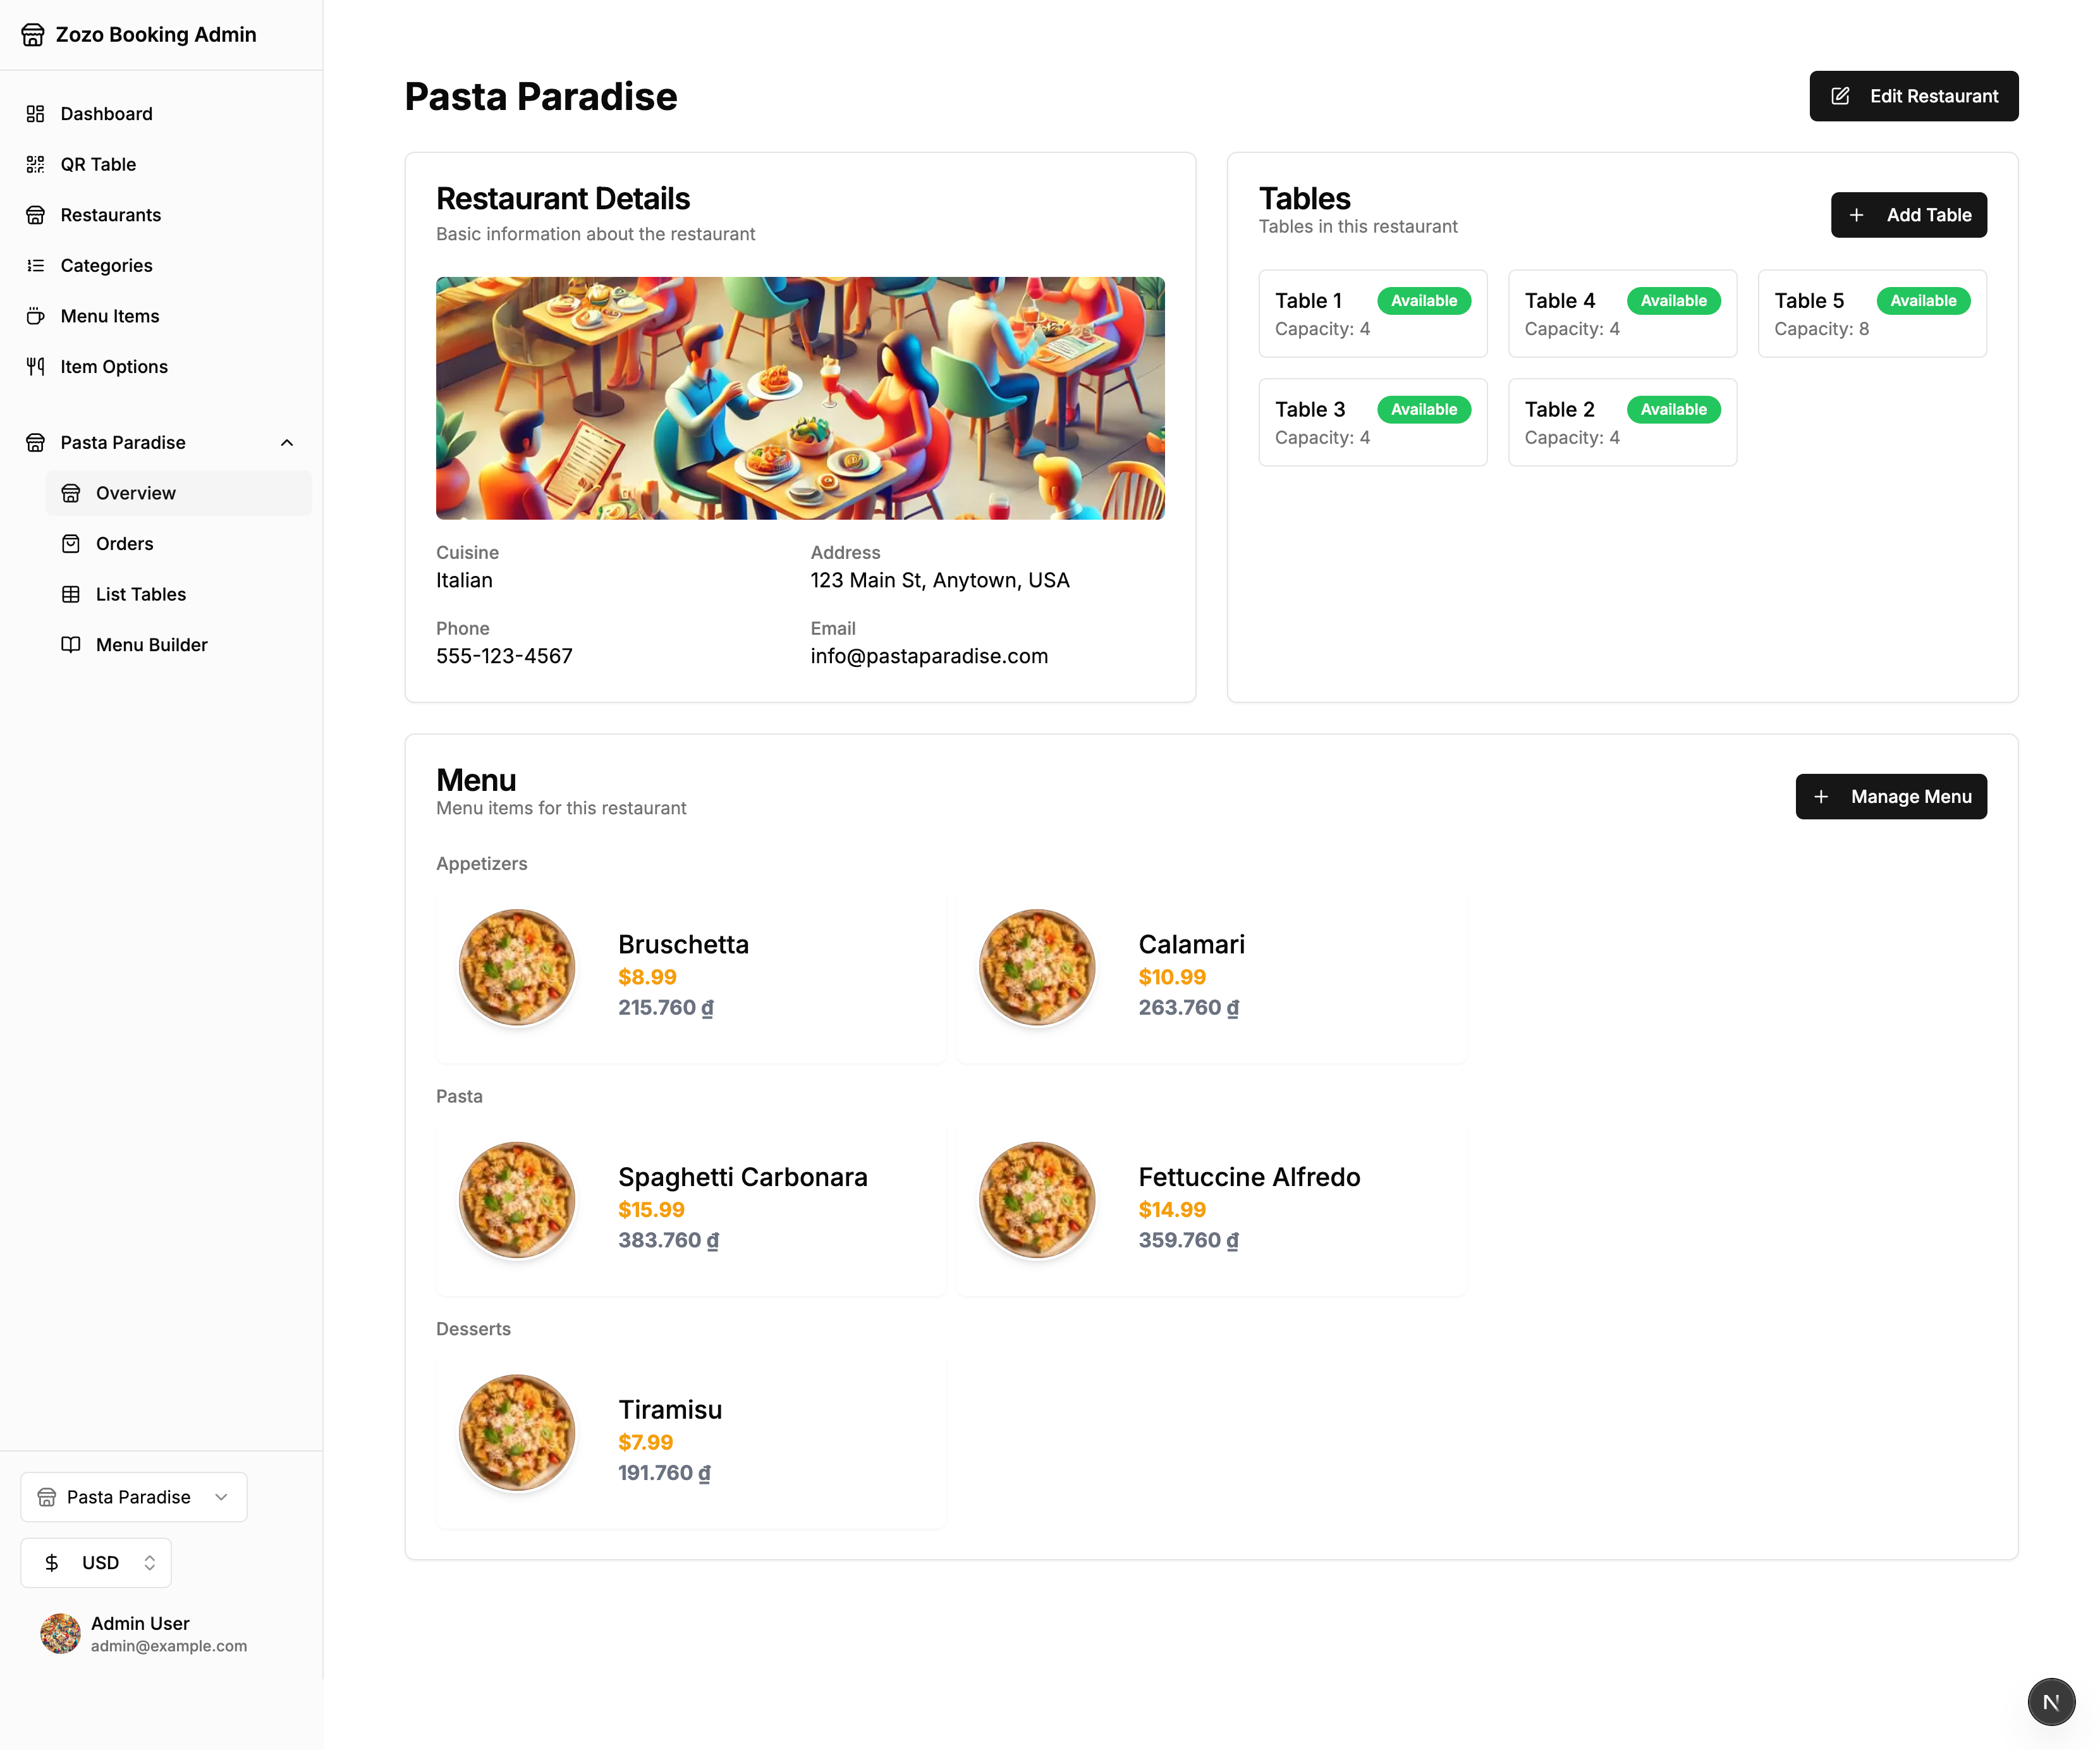 Zozo Booking Admin
Dashboard
QR Table
Restaurants
Categories
Menu Items
Item Options
Pasta Paradise
Overview
Orders
List Tables
Menu Builder
Pasta Paradise
USD
Admin User
admin@example.com
Pasta Paradise
Edit Restaurant
Restaurant Details
Basic information about the restaurant
Cuisine
Italian
Address
123 Main St, Anytown, USA
Phone
555-123-4567
Email
info@pastaparadise.com
Tables
Tables in this restaurant
Add Table
Table 1 Available
Capacity: 4
Table 4 Available
Capacity: 4
Table 5 Available
Capacity: 8
Table 3 Available
Capacity: 4
Table 2 Available
Capacity: 4
Menu
Menu items for this restaurant
Manage Menu
Appetizers
Bruschetta
$8.99
215.760 ₫
Calamari
$10.99
263.760 ₫
Pasta
Spaghetti Carbonara
$15.99
383.760 ₫
Fettuccine Alfredo
$14.99
359.760 ₫
Desserts
Tiramisu
$7.99
191.760 ₫
N